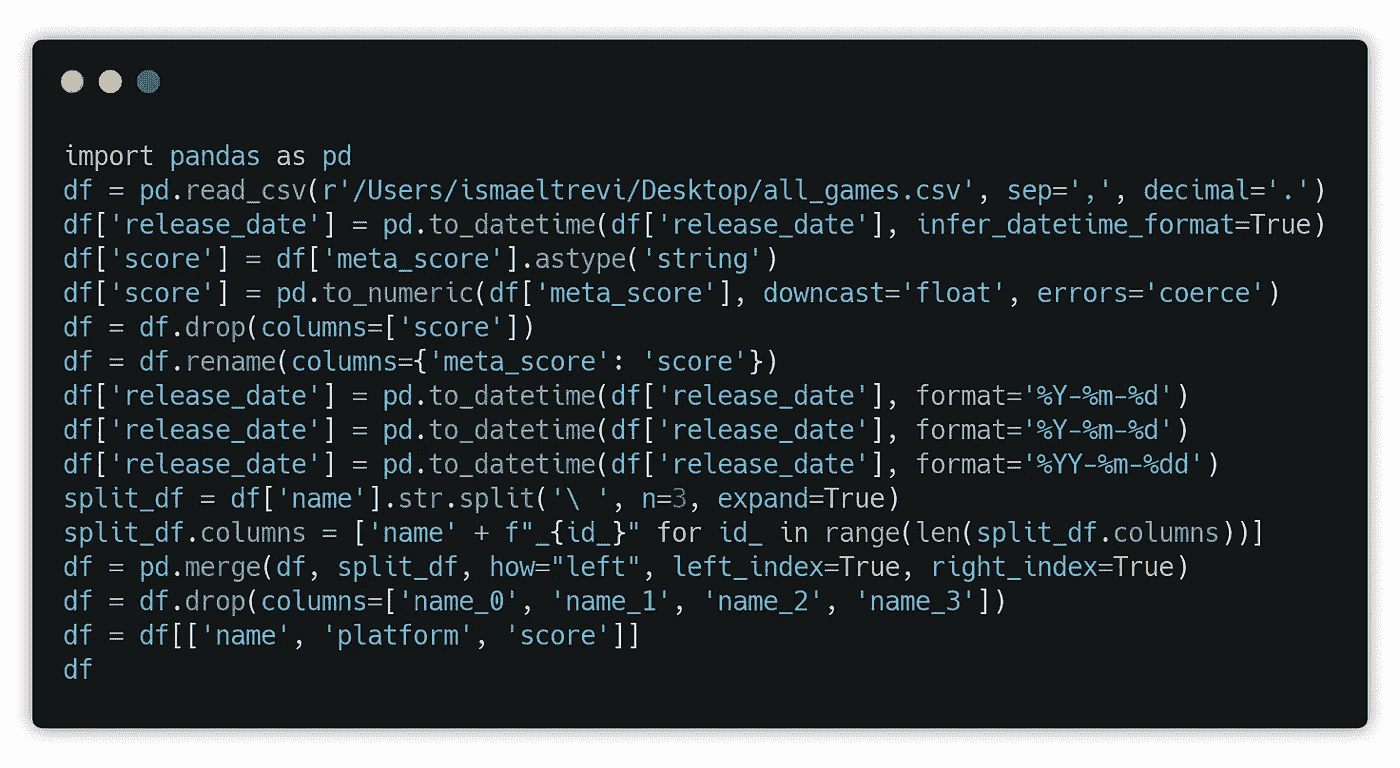 import pandas as pd
df = pd.read_csv(r'/Users/ismaeltrevi/Desktop/all_games.csv', sep=',', decimal='.')
df['release_date'] = pd.to_datetime(df['release_date'], infer_datetime_format=True)
df['score'] = df['meta_score'].astype('string')
df['score'] = pd.to_numeric(df['meta_score'], downcast='float', errors='coerce')
df = df.drop(columns=['score'])
df = df.rename(columns={'meta_score': 'score'})
df['release_date'] = pd.to_datetime(df['release_date'], format='%Y-%m-%d')
df['release_date'] = pd.to_datetime(df['release_date'], format='%Y-%m-%d')
df['release_date'] = pd.to_datetime(df['release_date'], format='%YY-%m-%dd')
split_df = df['name'].str.split('\ ', n=3, expand=True)
split_df.columns = ['name' + f"_{id_}" for id_ in range(len(split_df.columns))]
df = pd.merge(df, split_df, how="left", left_index=True, right_index=True)
df = df.drop(columns=['name_0', 'name_1', 'name_2', 'name_3'])
df = df[['name', 'platform', 'score']]
df